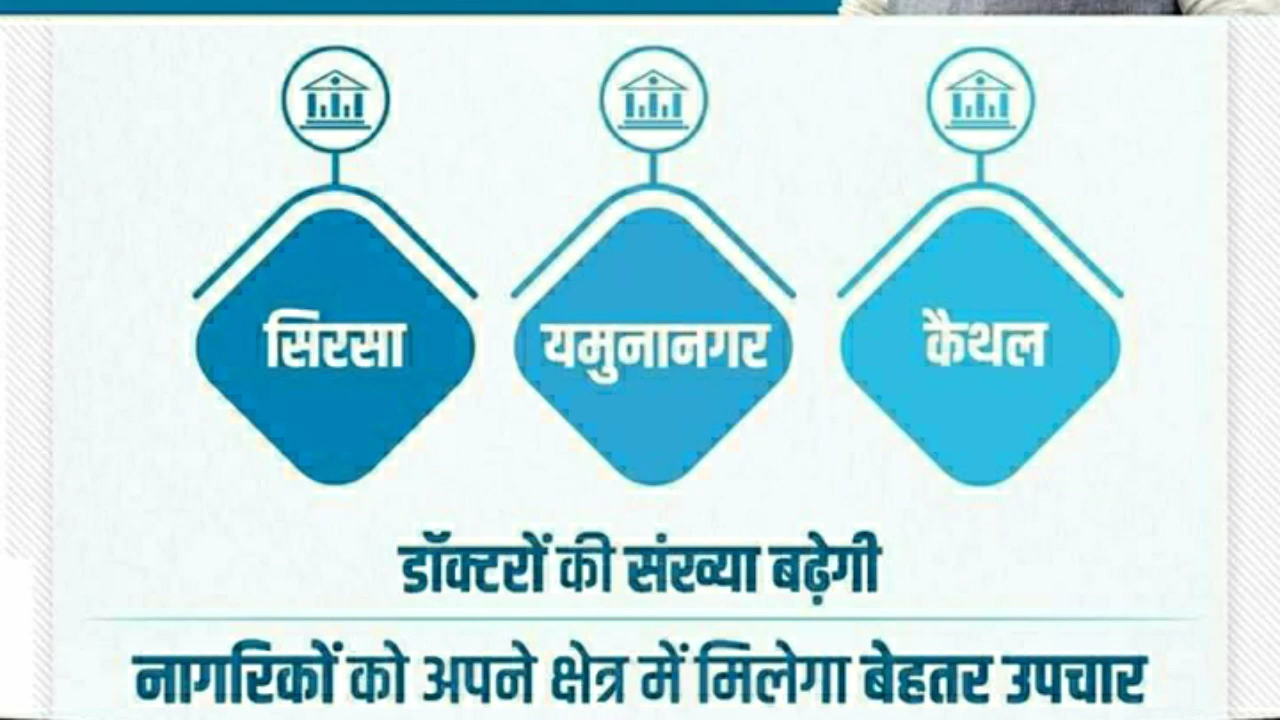 सिरसा यमुनानगर कैथल
डॉक्टरों की संख्या बढ़ेगी
नागरिकों को अपने क्षेत्र में मिलेगा बेहतर उपचार